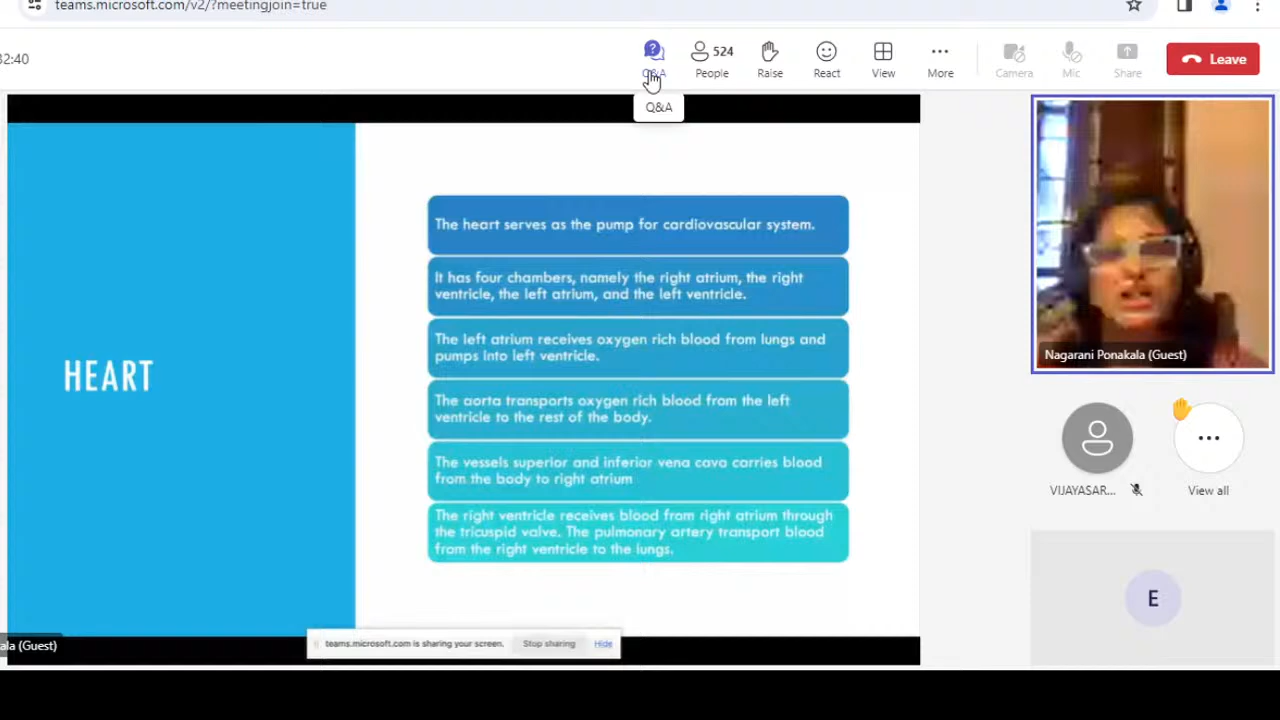 teams.microsoft.com/v2/?meetingjoin=true
32:40
524
Q&A
People
Raise
React
View
More
Camera
Mic
Share
Leave
Q&A
HEART
The heart serves as the pump for cardiovascular system.
It has four chambers, namely the right atrium, the right
ventricle, the left atrium, and the left ventricle.
The left atrium receives oxygen rich blood from lungs and
pumps into left ventricle.
The aorta transports oxygen rich blood from the left
ventricle to the rest of the body.
The vessels superior and inferior vena cava carries blood
from the body to right atrium
The right ventricle receives blood from right atrium through
the tricuspid valve. The pulmonary artery transport blood
from the right ventricle to the lungs.
Nagarani Ponakala (Guest)
VIJAYASAR...
View all
E
ala (Guest)
teams.microsoft.com is sharing your screen.
Stop sharing
Hide